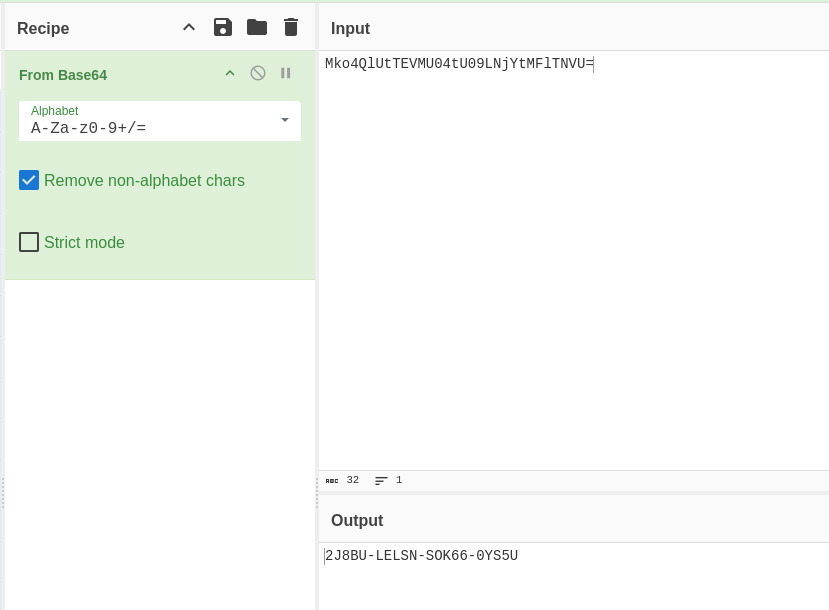 Recipe
From Base64
Alphabet
A-Za-z0-9+/=
Remove non-alphabet chars
Strict mode
Input
Mko4QlUtTEVMU04tU09LNjYtMFlTNVU=
ABC 32 1
Output
2J8BU-LELSN-SOK66-0YS5U